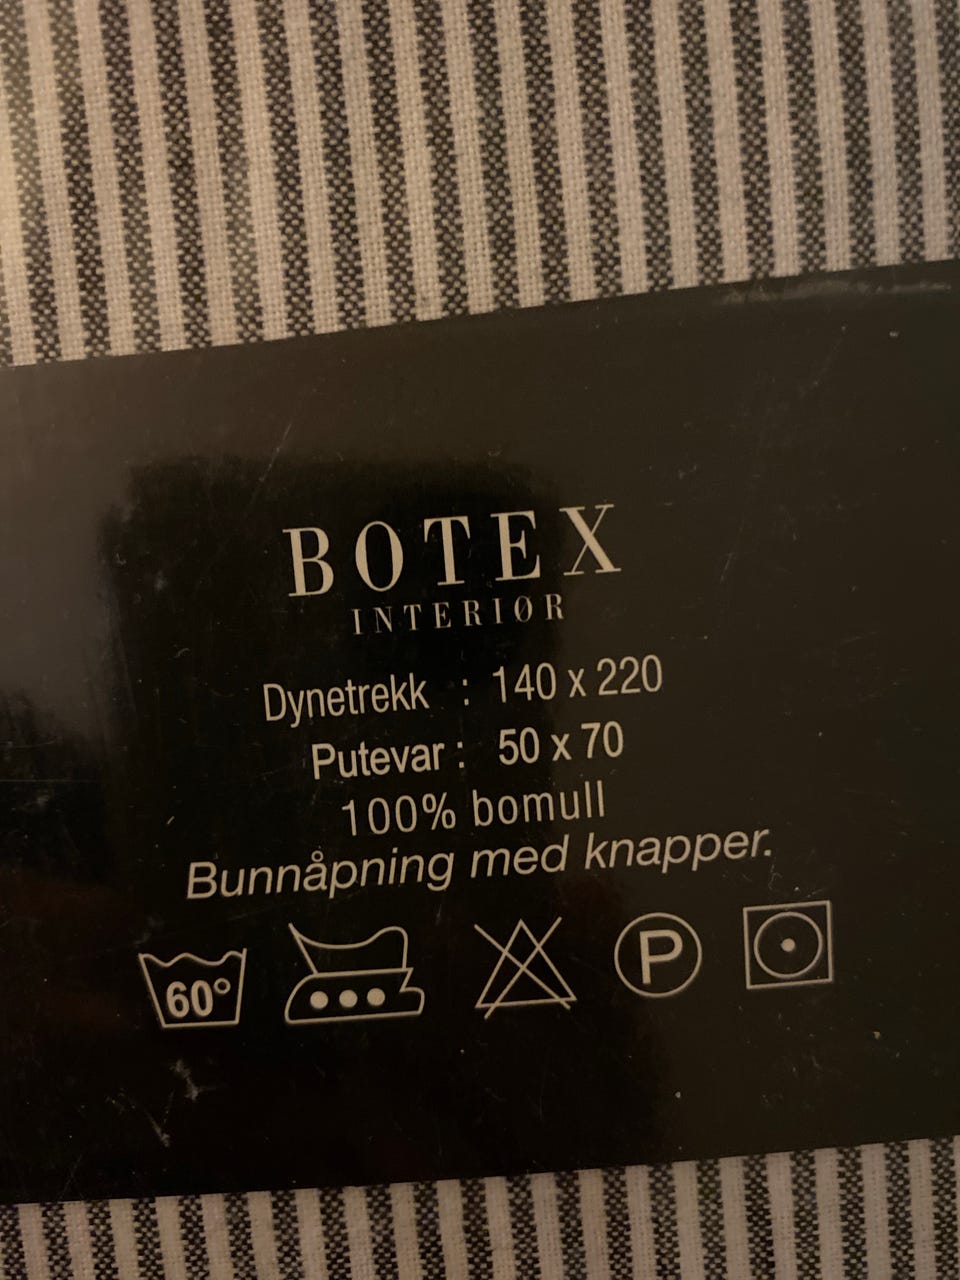 BOTEX
INTERIØR
Dynetrekk : 140 x 220
Putevar : 50 x 70
100% bomull
Bunnåpning med knapper.
60° P